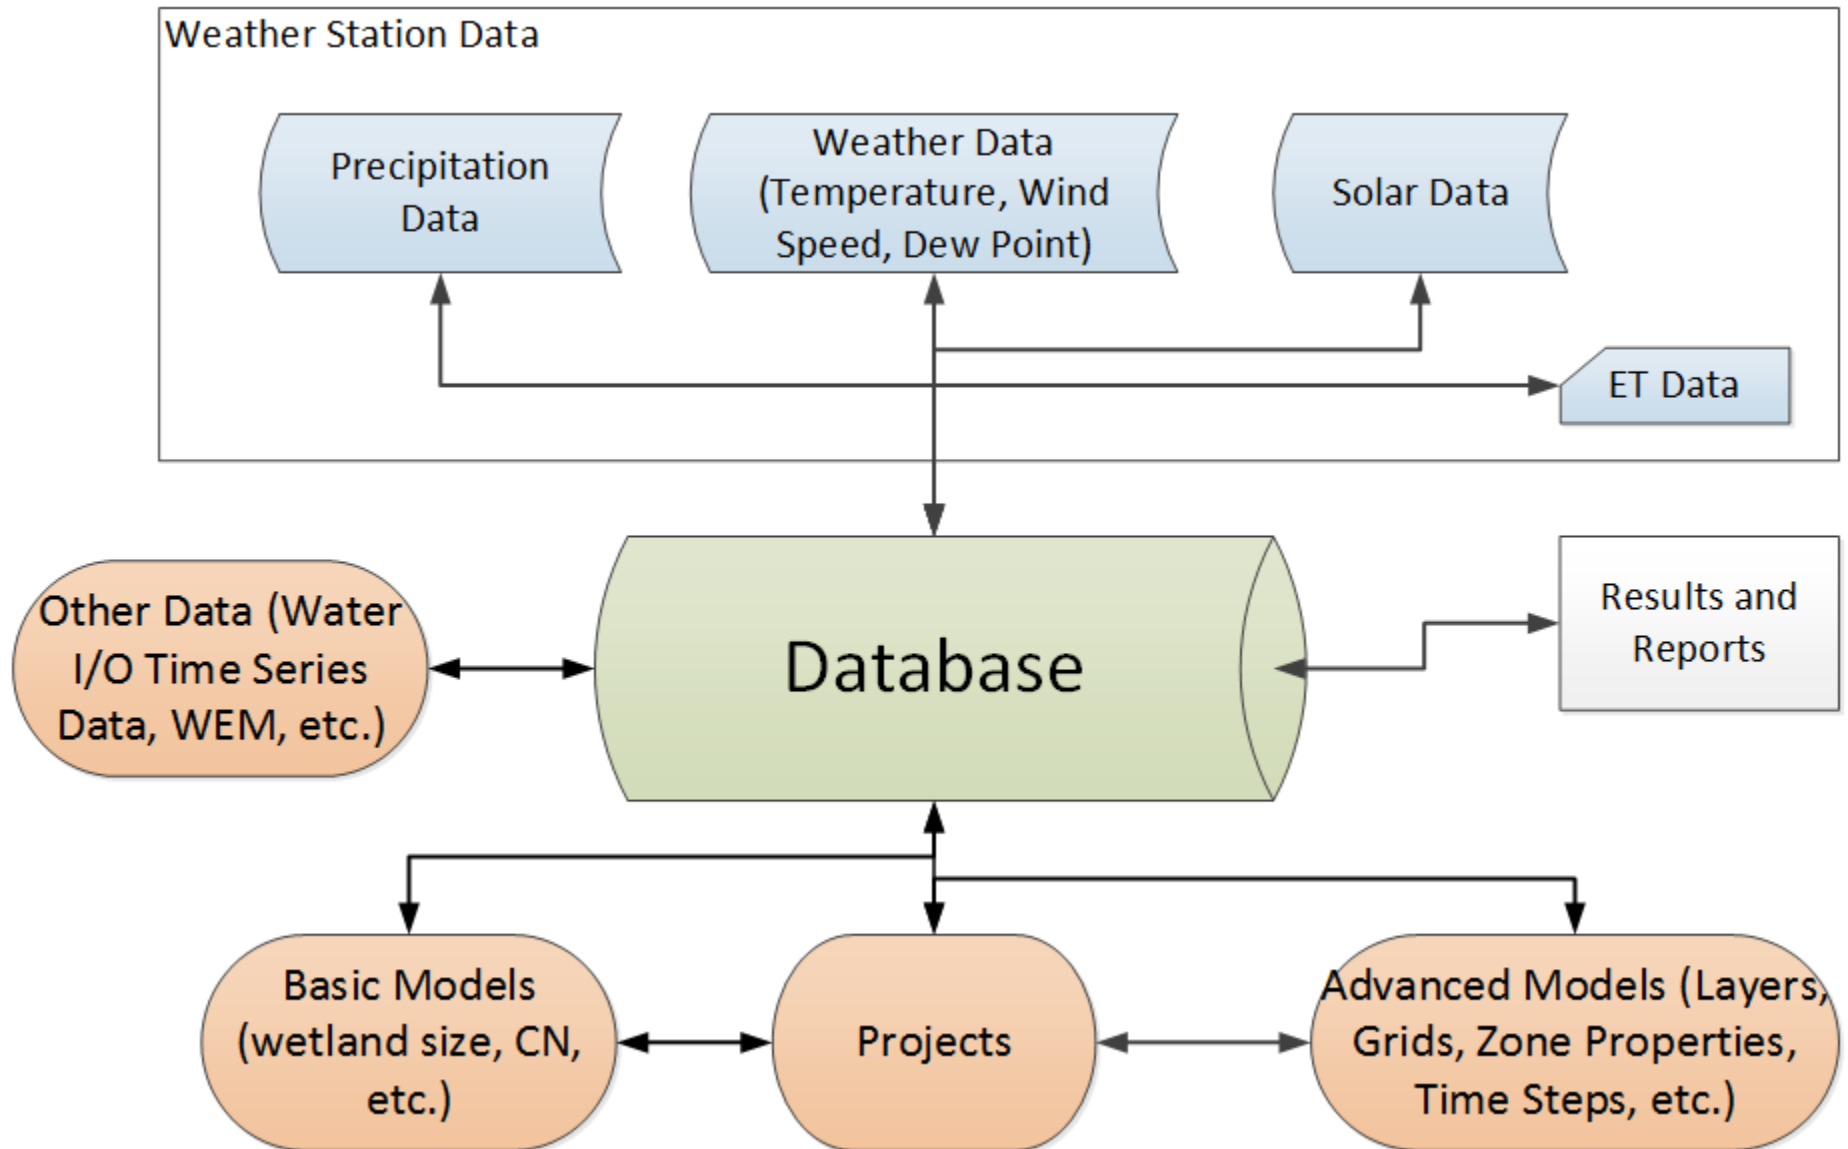 Weather Station Data
Precipitation
Data
Weather Data
(Temperature, Wind
Speed, Dew Point)
Solar Data
ET Data
Other Data (Water
I/O Time Series
Data, WEM, etc.)
Database
Results and
Reports
Basic Models
(wetland size, CN,
etc.)
Projects
Advanced Models (Layers,
Grids, Zone Properties,
Time Steps, etc.)